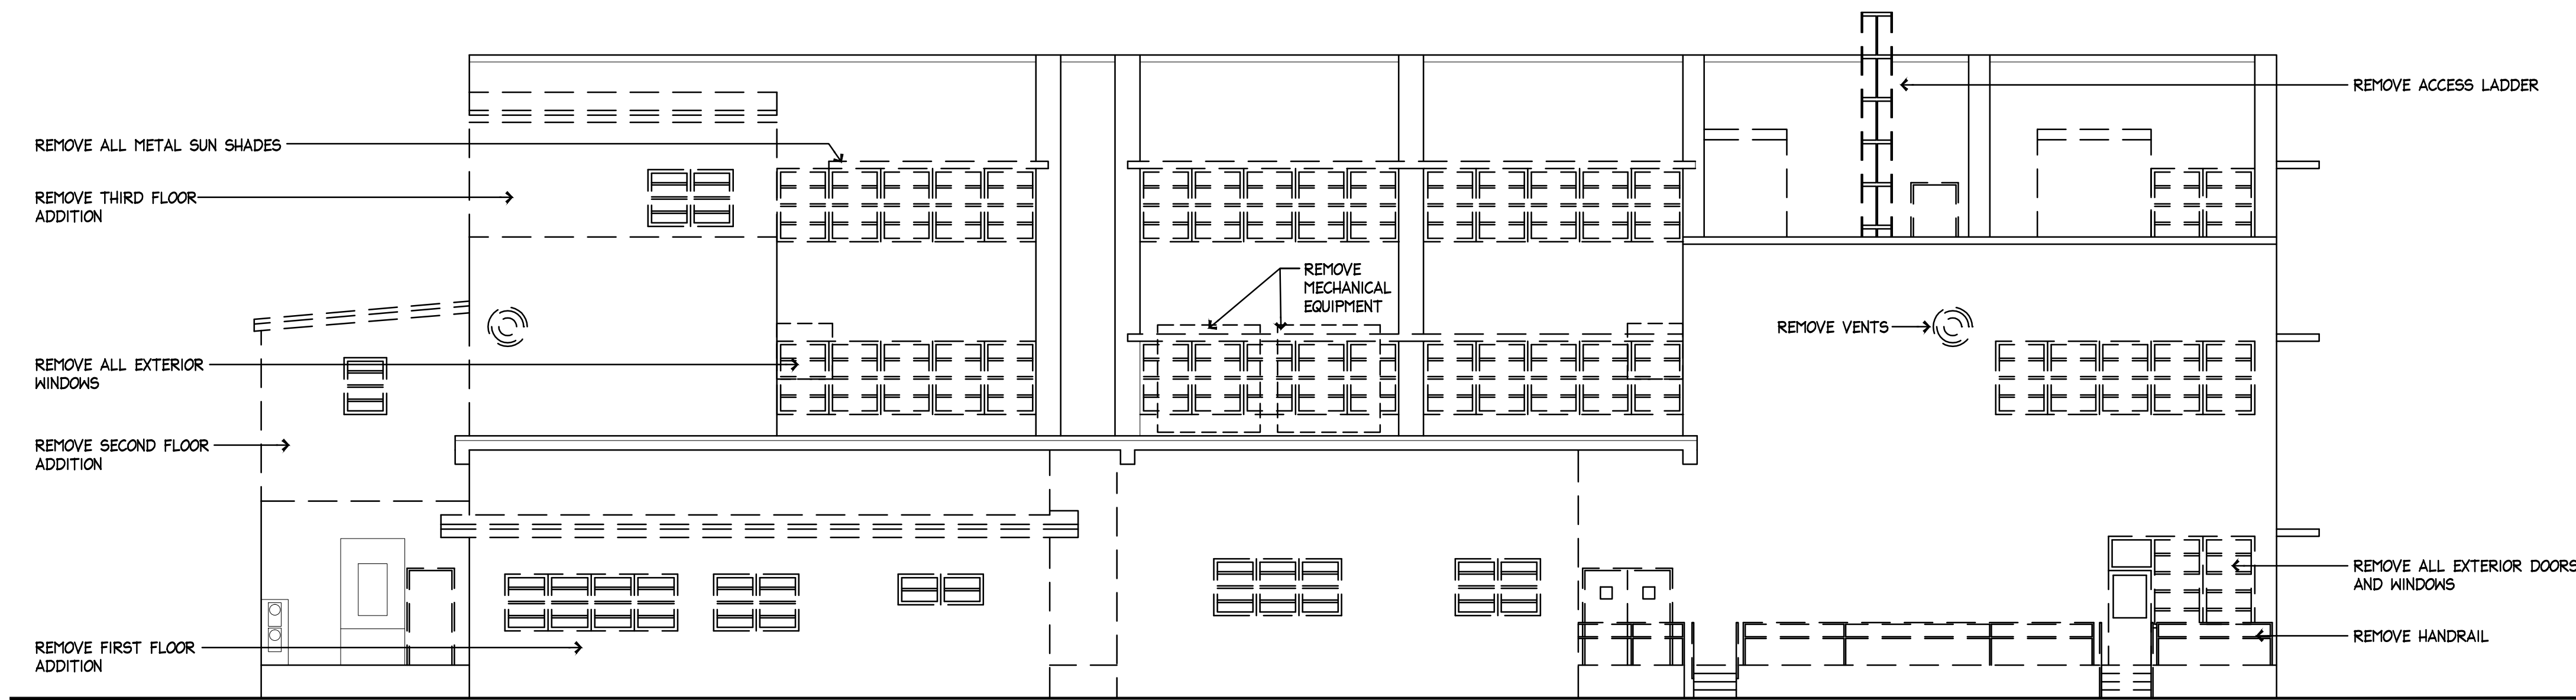 REMOVE ACCESS LADDER
REMOVE ALL METAL SUN SHADES
REMOVE THIRD FLOOR
ADDITION
REMOVE
MECHANICAL
EQUIPMENT
REMOVE VENTS
REMOVE ALL EXTERIOR
WINDOWS
REMOVE SECOND FLOOR
ADDITION
REMOVE ALL EXTERIOR DOORS
AND WINDOWS
REMOVE HANDRAIL
REMOVE FIRST FLOOR
ADDITION